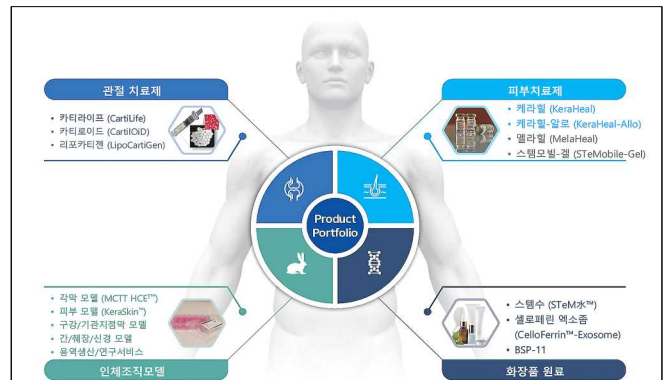 관절 치료제
• 카티라이프 (CartiLife)
• 카티로이드 (CartilOiD)
• 리포카티젠 (LipoCartiGen)
피부치료제
• 케라힐 (KeraHeal)
• 케라힐-알로 (KeraHeal-Allo)
• 멜라힐 (MelaHeal)
• 스템모빌-겔 (STeMobile-Gel)
Product
Portfolio
• 각막 모델 (MCTT HCE™)
• 피부 모델 (KeraSkin™)
• 구강/기관지점막 모델
• 간/췌장/신경 모델
• 용역생산/연구서비스
인체조직모델
• 스템수 (STeM水™)
• 셀로페린 엑소좀
(CelloFerrin™-Exosome)
• BSP-11
화장품 원료